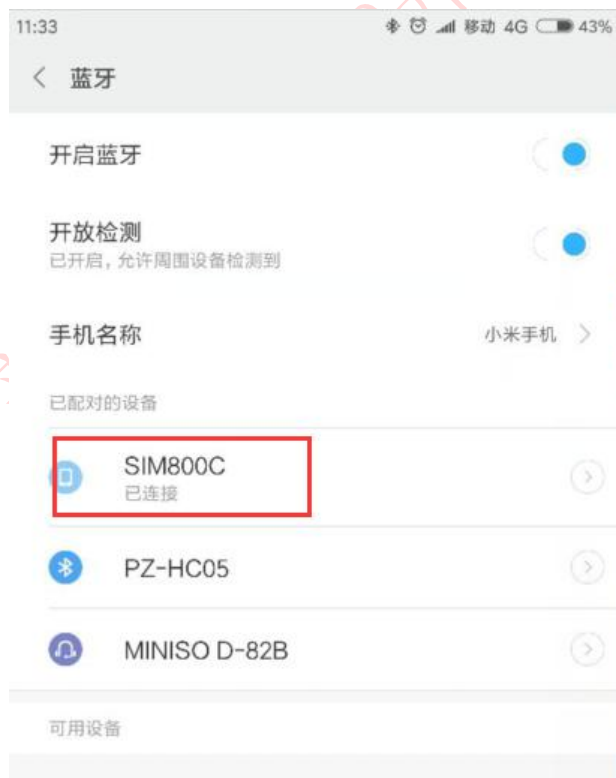 11:33 移动 4G 43%
蓝牙
开启蓝牙
开放检测
已开启，允许周围设备检测到
手机名称 小米手机
已配对的设备
SIM800C
已连接
PZ-HC05
MINISO D-82B
可用设备